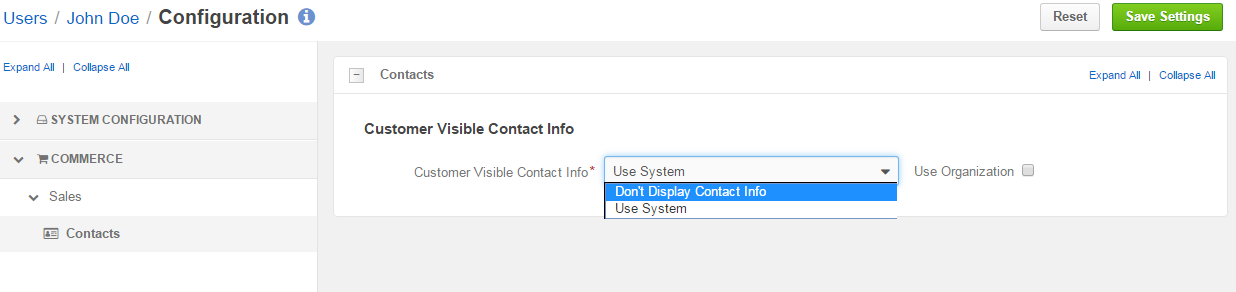 Users / John Doe / Configuration
Reset
Save Settings
Expand All | Collapse All
SYSTEM CONFIGURATION
COMMERCE
Sales
Contacts
Contacts
Expand All | Collapse All
Customer Visible Contact Info
Customer Visible Contact Info* Use System Use Organization
Don't Display Contact Info
Use System